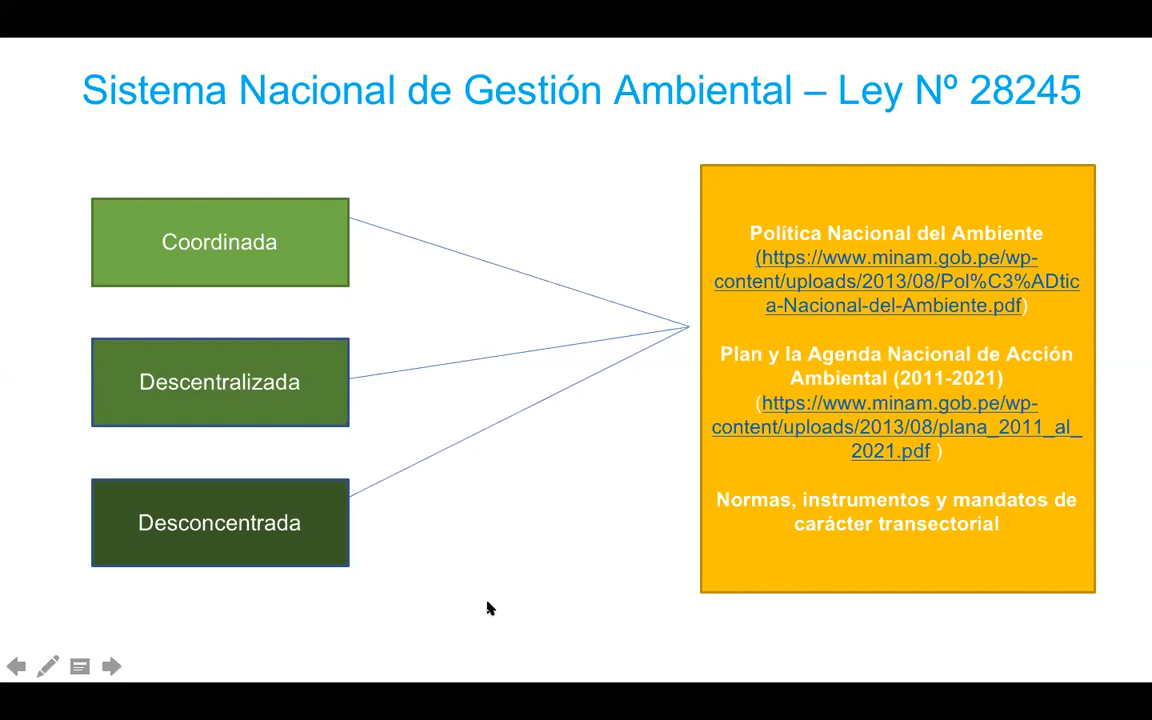 Sistema Nacional de Gestión Ambiental – Ley Nº 28245
Coordinada
Descentralizada
Desconcentrada
Política Nacional del Ambiente
(https://www.minam.gob.pe/wp-
content/uploads/2013/08/Pol%C3%ADtic
a-Nacional-del-Ambiente.pdf)
Plan y la Agenda Nacional de Acción
Ambiental (2011-2021)
(https://www.minam.gob.pe/wp-
content/uploads/2013/08/plana_2011_al_
2021.pdf )
Normas, instrumentos y mandatos de
carácter transectorial